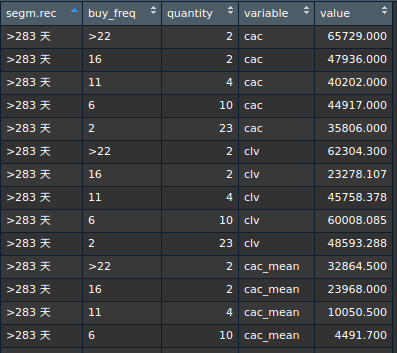 segm.rec buy_freq quantity variable value
>283 天 >22 2 cac 65729.000
>283 天 16 2 cac 47936.000
>283 天 11 4 cac 40202.000
>283 天 6 10 cac 44917.000
>283 天 2 23 cac 35806.000
>283 天 >22 2 clv 62304.300
>283 天 16 2 clv 23278.107
>283 天 11 4 clv 45758.378
>283 天 6 10 clv 60008.085
>283 天 2 23 clv 48593.288
>283 天 >22 2 cac_mean 32864.500
>283 天 16 2 cac_mean 23968.000
>283 天 11 4 cac_mean 10050.500
>283 天 6 10 cac_mean 4491.700